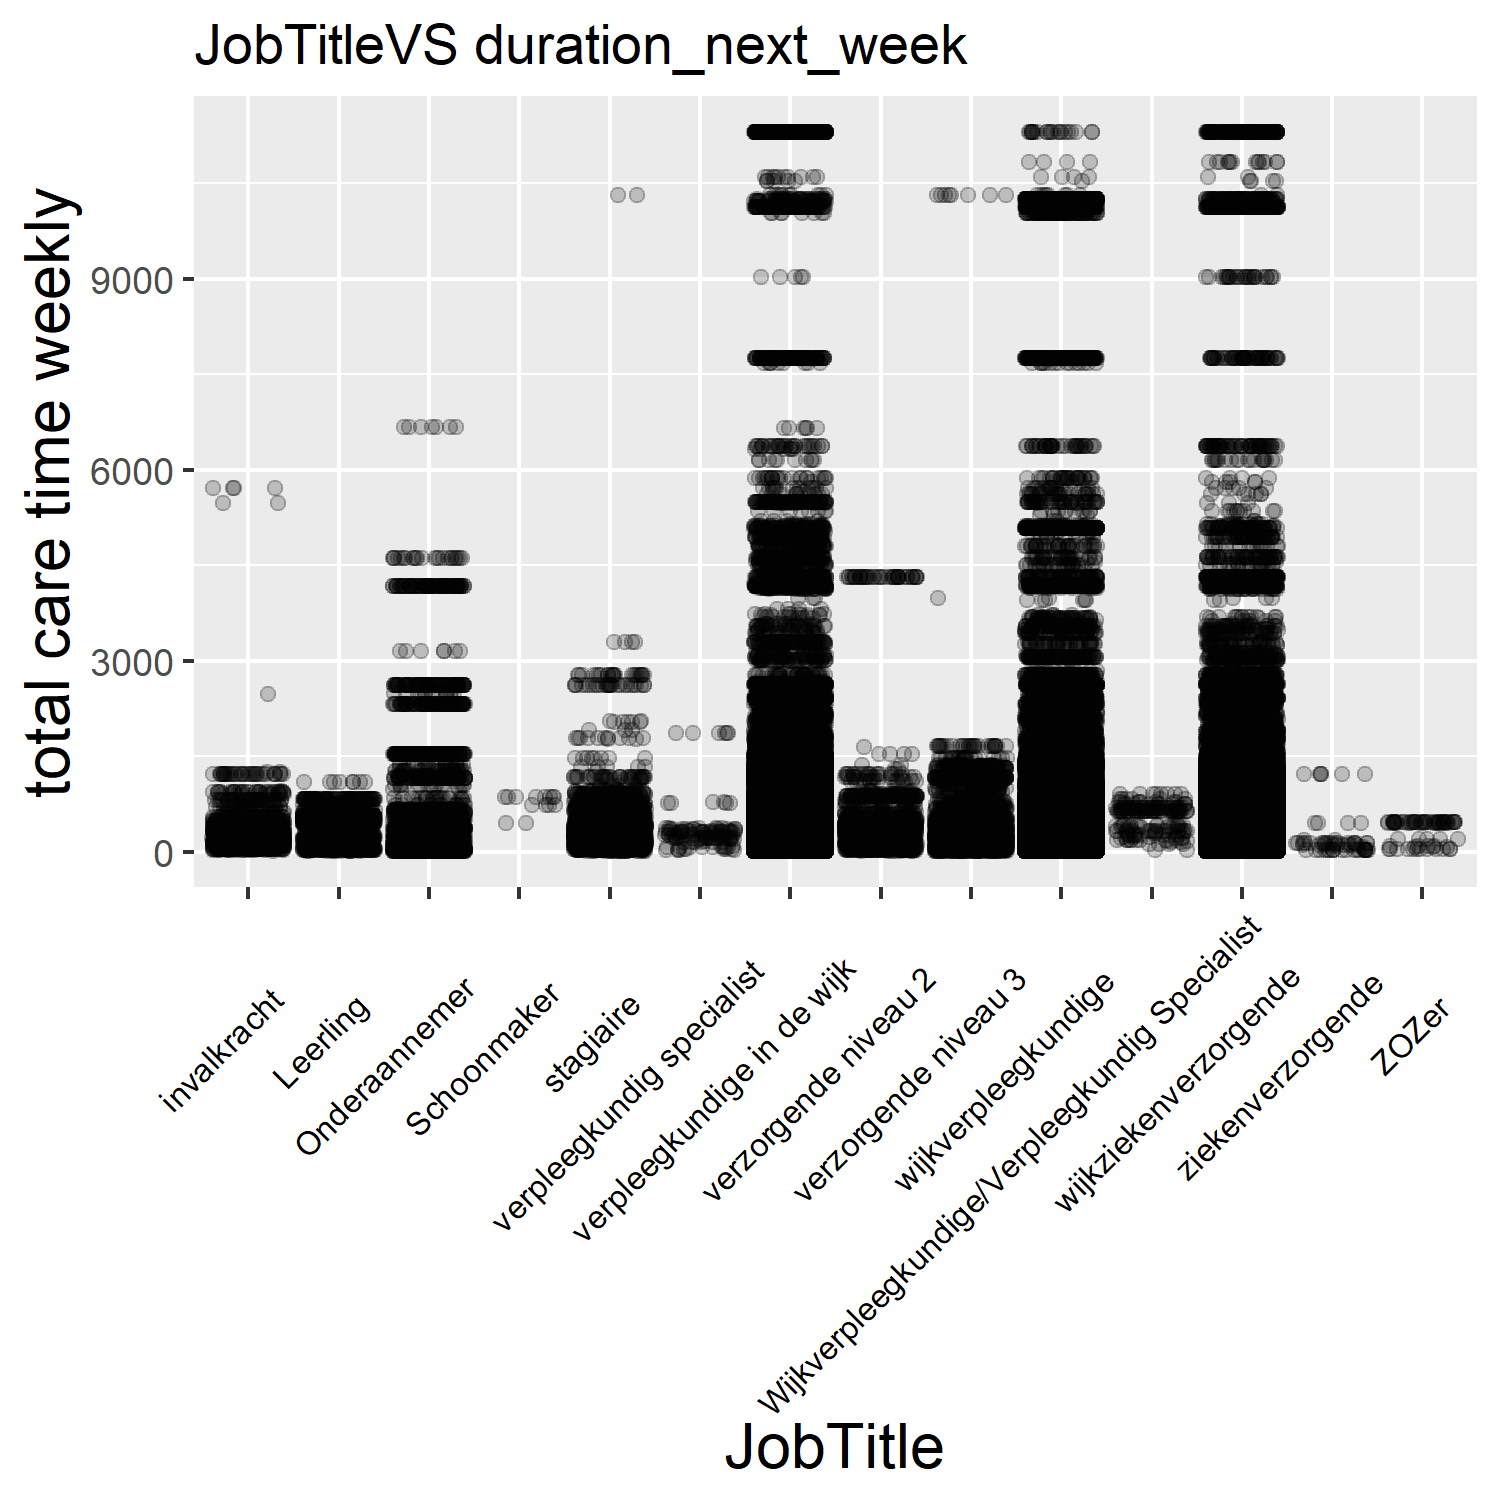 JobTitleVS duration_next_week
total care time weekly
9000
6000
3000
0
invalkracht
Leerling
Onderaannemer
Schoonmaker
stagiaire
verpleegkundig specialist
verpleegkundige in de wijk
verzorgende niveau 2
verzorgende niveau 3
wijkverpleegkundige
Wijkverpleegkundige/Verpleegkundig Specialist
wijkziekenverzorgende
ziekenverzorgende
ZOZer
JobTitle